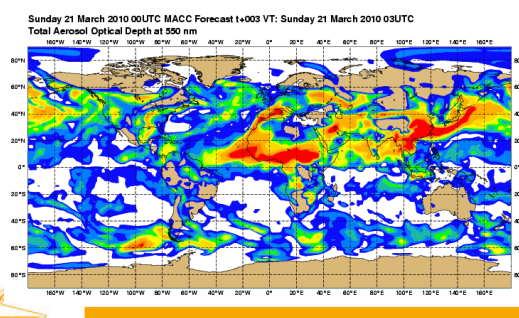 Sunday 21 March 2010 00UTC MACC Forecast t+003 VT: Sunday 21 March 2010 03UTC
Total Aerosol Optical Depth at 550 nm
160°W 140°W 120°W 100°W 80°W 60°W 40°W 20°W 0° 20°E 40°E 60°E 80°E 100°E 120°E 140°E 160°E
80°N
60°N
40°N
20°N
0°
20°S
40°S
60°S
80°S
160°W 140°W 120°W 100°W 80°W 60°W 40°W 20°W 0° 20°E 40°E 60°E 80°E 100°E 120°E 140°E 160°E